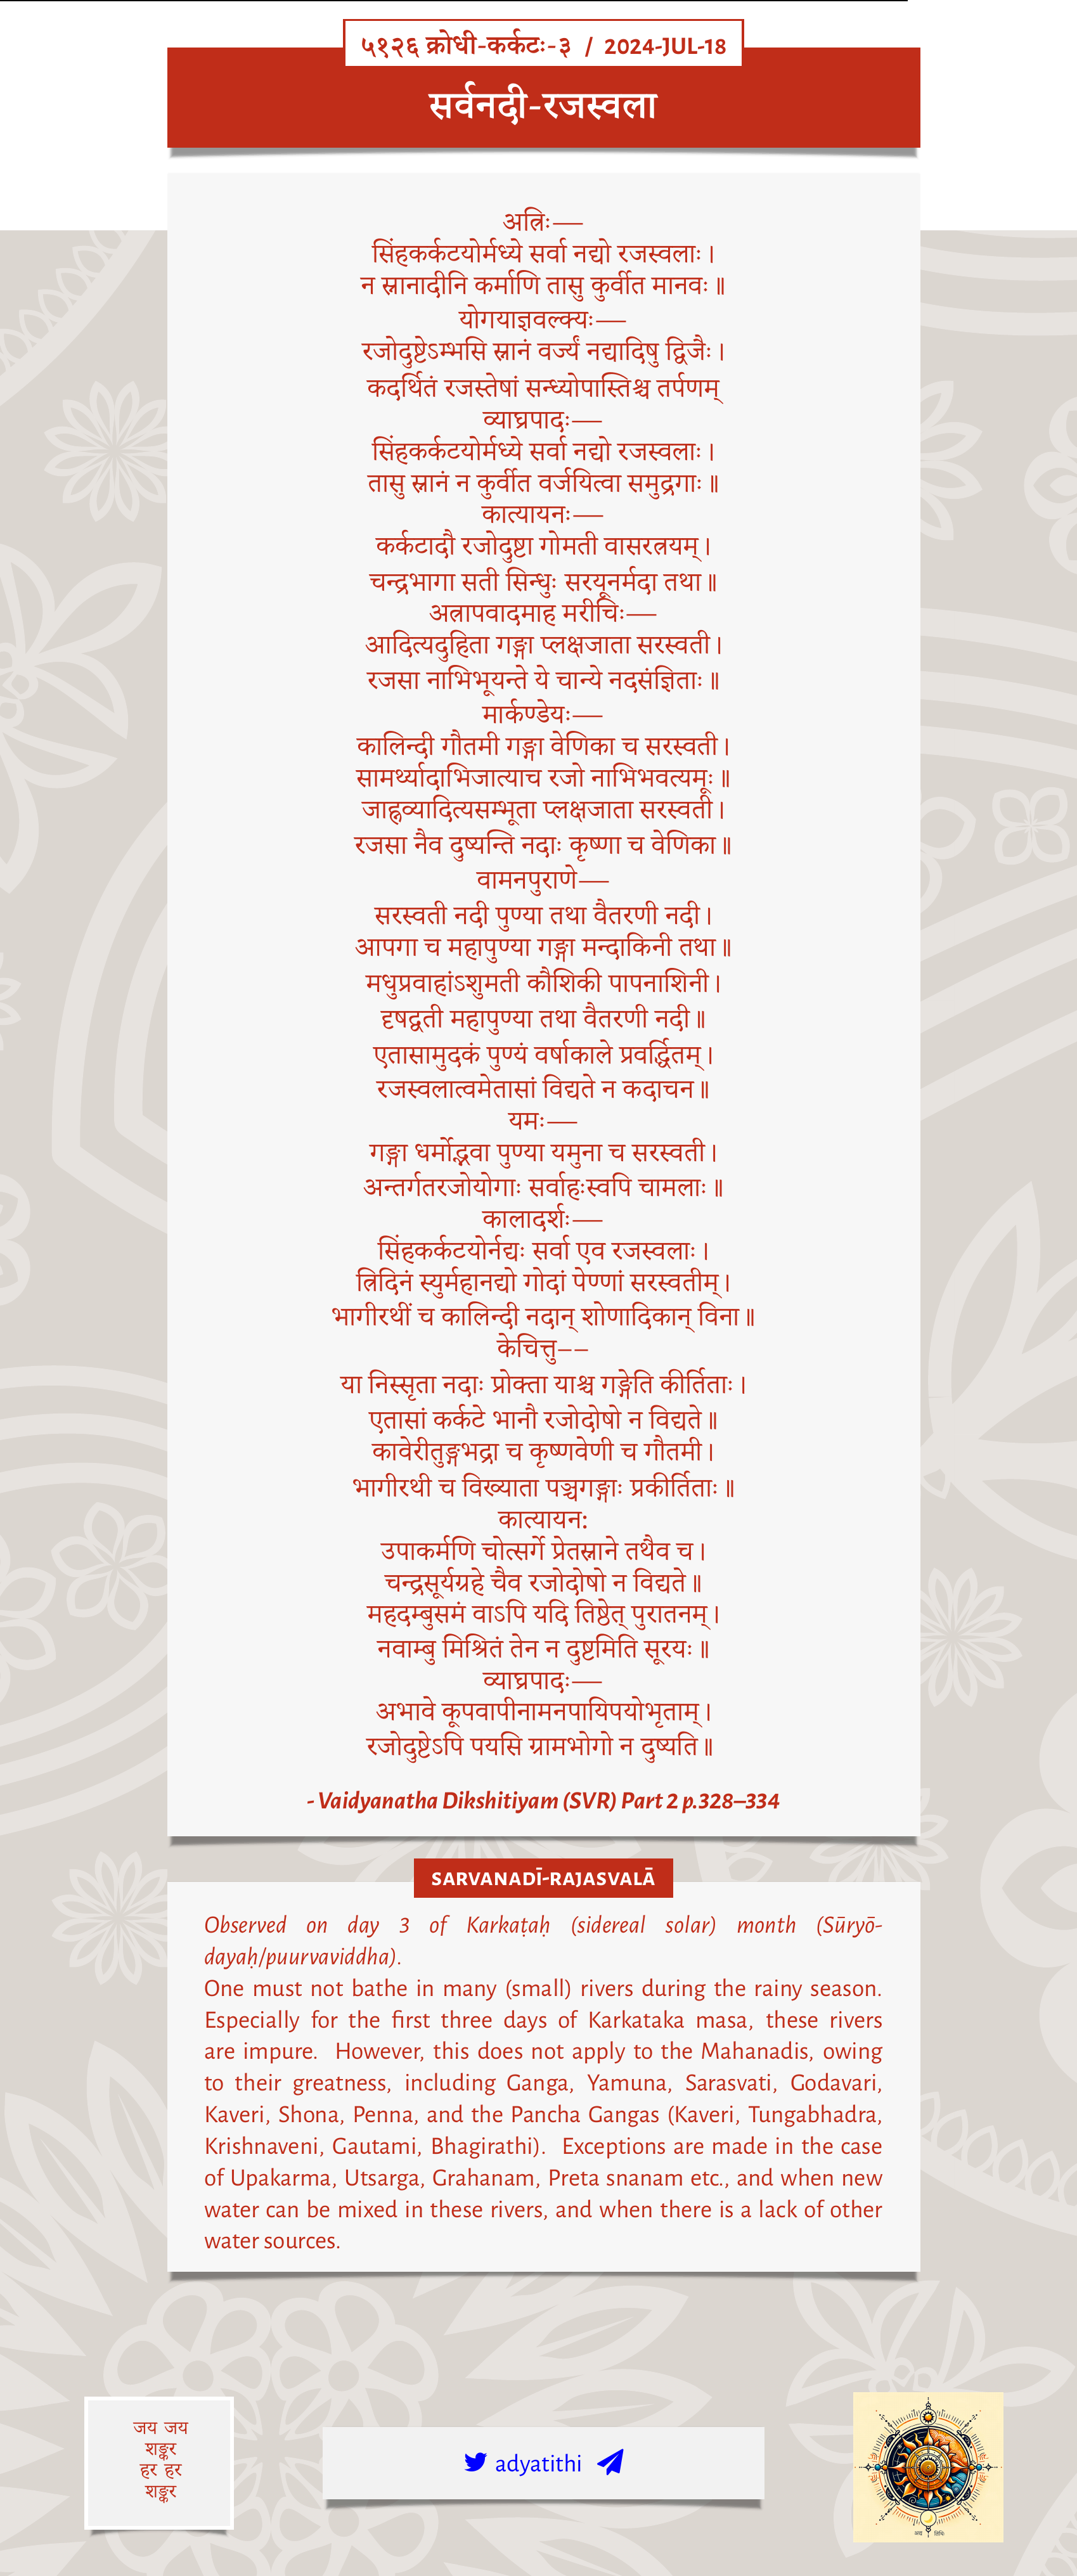 ५१२६ क्रोधी-कर्कटः-३ / 2024-JUL-18
सर्वनदी-रजस्वला
अत्रिः—
सिंहकर्कटयोर्मध्ये सर्वा नद्यो रजस्वलाः।
न स्नानादीनि कर्माणि तासु कुर्वीत मानवः॥
योगयाज्ञवल्क्यः—
रजोदुष्टेऽम्भसि स्नानं वर्ज्यं नद्यादिषु द्विजैः।
कदर्थितं रजस्तेषां सन्ध्योपास्तिश्च तर्पणम्
व्याघ्रपादः—
सिंहकर्कटयोर्मध्ये सर्वा नद्यो रजस्वलाः।
तासु स्नानं न कुर्वीत वर्जयित्वा समुद्रगाः॥
कात्यायनः—
कर्कटादौ रजोदुष्टा गोमती वासरत्रयम्।
चन्द्रभागा सती सिन्धुः सरयूनर्मदा तथा॥
अत्रापवादमाह मरीचिः—
आदित्यदुहिता गङ्गा प्लक्षजाता सरस्वती।
रजसा नाभिभूयन्ते ये चान्ये नदसंज्ञिताः॥
मार्कण्डेयः—
कालिन्दी गौतमी गङ्गा वेणिका च सरस्वती।
सामर्थ्यादाभिजात्याच रजो नाभिभवत्यमूः॥
जाह्नव्यादित्यसम्भूता प्लक्षजाता सरस्वती।
रजसा नैव दुष्यन्ति नदाः कृष्णा च वेणिका॥
वामनपुराणे—
सरस्वती नदी पुण्या तथा वैतरणी नदी।
आपगा च महापुण्या गङ्गा मन्दाकिनी तथा॥
मधुप्रवाहांऽशुमती कौशिकी पापनाशिनी।
दृषद्वती महापुण्या तथा वैतरणी नदी॥
एतासामुदकं पुण्यं वर्षाकाले प्रवर्द्धितम्।
रजस्वलात्वमेतासां विद्यते न कदाचन॥
यमः—
गङ्गा धर्मोद्भवा पुण्या यमुना च सरस्वती।
अन्तर्गतरजोयोगाः सर्वाहःस्वपि चामलाः॥
कालादर्शः—
सिंहकर्कटयोर्नद्यः सर्वा एव रजस्वलाः।
त्रिदिनं स्युर्महानद्यो गोदां पेण्णां सरस्वतीम्।
भागीरथीं च कालिन्दी नदान् शोणादिकान् विना॥
केचित्तु−−
या निस्सृता नदाः प्रोक्ता याश्च गङ्गेति कीर्तिताः।
एतासां कर्कटे भानौ रजोदोषो न विद्यते॥
कावेरीतुङ्गभद्रा च कृष्णवेणी च गौतमी।
भागीरथी च विख्याता पञ्चगङ्गाः प्रकीर्तिताः॥
कात्यायन:
उपाकर्मणि चोत्सर्गे प्रेतस्नाने तथैव च।
चन्द्रसूर्यग्रहे चैव रजोदोषो न विद्यते॥
महदम्बुसमं वाऽपि यदि तिष्ठेत् पुरातनम्।
नवाम्बु मिश्रितं तेन न दुष्टमिति सूरयः॥
व्याघ्रपादः—
अभावे कूपवापीनामनपायिपयोभृताम्।
रजोदुष्टेऽपि पयसि ग्रामभोगो न दुष्यति॥
- Vaidyanatha Dikshitiyam (SVR) Part 2 p.328–334
SARVANADĪ-RAJASVALĀ
Observed on day 3 of Karkaṭaḥ (sidereal solar) month (Sūryō-
dayaḥ/puurvaviddha).
One must not bathe in many (small) rivers during the rainy season.
Especially for the first three days of Karkataka masa, these rivers
are impure. However, this does not apply to the Mahanadis, owing
to their greatness, including Ganga, Yamuna, Sarasvati, Godavari,
Kaveri, Shona, Penna, and the Pancha Gangas (Kaveri, Tungabhadra,
Krishnaveni, Gautami, Bhagirathi). Exceptions are made in the case
of Upakarma, Utsarga, Grahanam, Preta snanam etc., and when new
water can be mixed in these rivers, and when there is a lack of other
water sources.
जय जय
शङ्कर
हर हर
शङ्कर
adyatithi